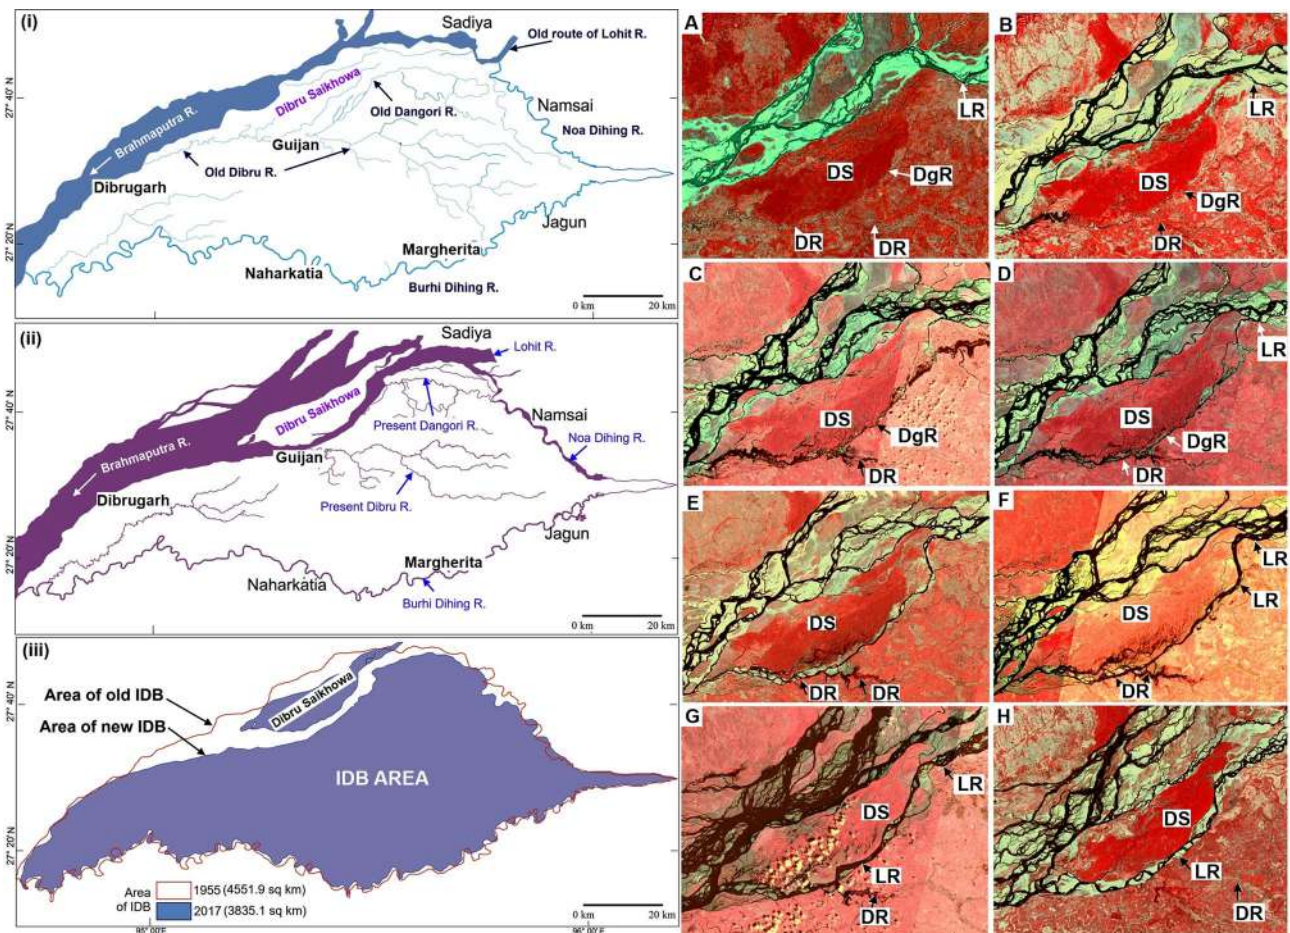 (i)
Sadiya
Old route of Lohit R.
27° 40' N
Dibru Saikhowa
Old Dangori R.
Namsai
Noa Dihing R.
Brahmaputra R.
Guijan
Old Dibru R.
Dibrugarh
27° 20' N
Jagun
Margherita
Naharkatia
Burhi Dihing R.
0 km 20 km
(ii)
Sadiya
Lohit R.
27° 40' N
Dibru Saikhowa
Present Dangori R.
Namsai
Noa Dihing R.
Brahmaputra R.
Guijan
Dibrugarh
Present Dibru R.
27° 20' N
Jagun
Margherita
Naharkatia
Burhi Dihing R.
0 km 20 km
(iii)
27° 40' N
Area of old IDB
Dibru Saikhowa
Area of new IDB
IDB AREA
27° 20' N
Area
of IDB
1955 (4551.9 sq km)
2017 (3835.1 sq km)
0 km 20 km
95° 00'E
96° 00'E
A
LR
DS
DgR
DR
DR
B
LR
DS
DgR
DR
C
DS
DgR
DR
D
LR
DS
DgR
DR
E
DS
DR
DR
F
LR
LR
DS
DR
G
LR
DS
LR
DR
H
DS
LR
DR